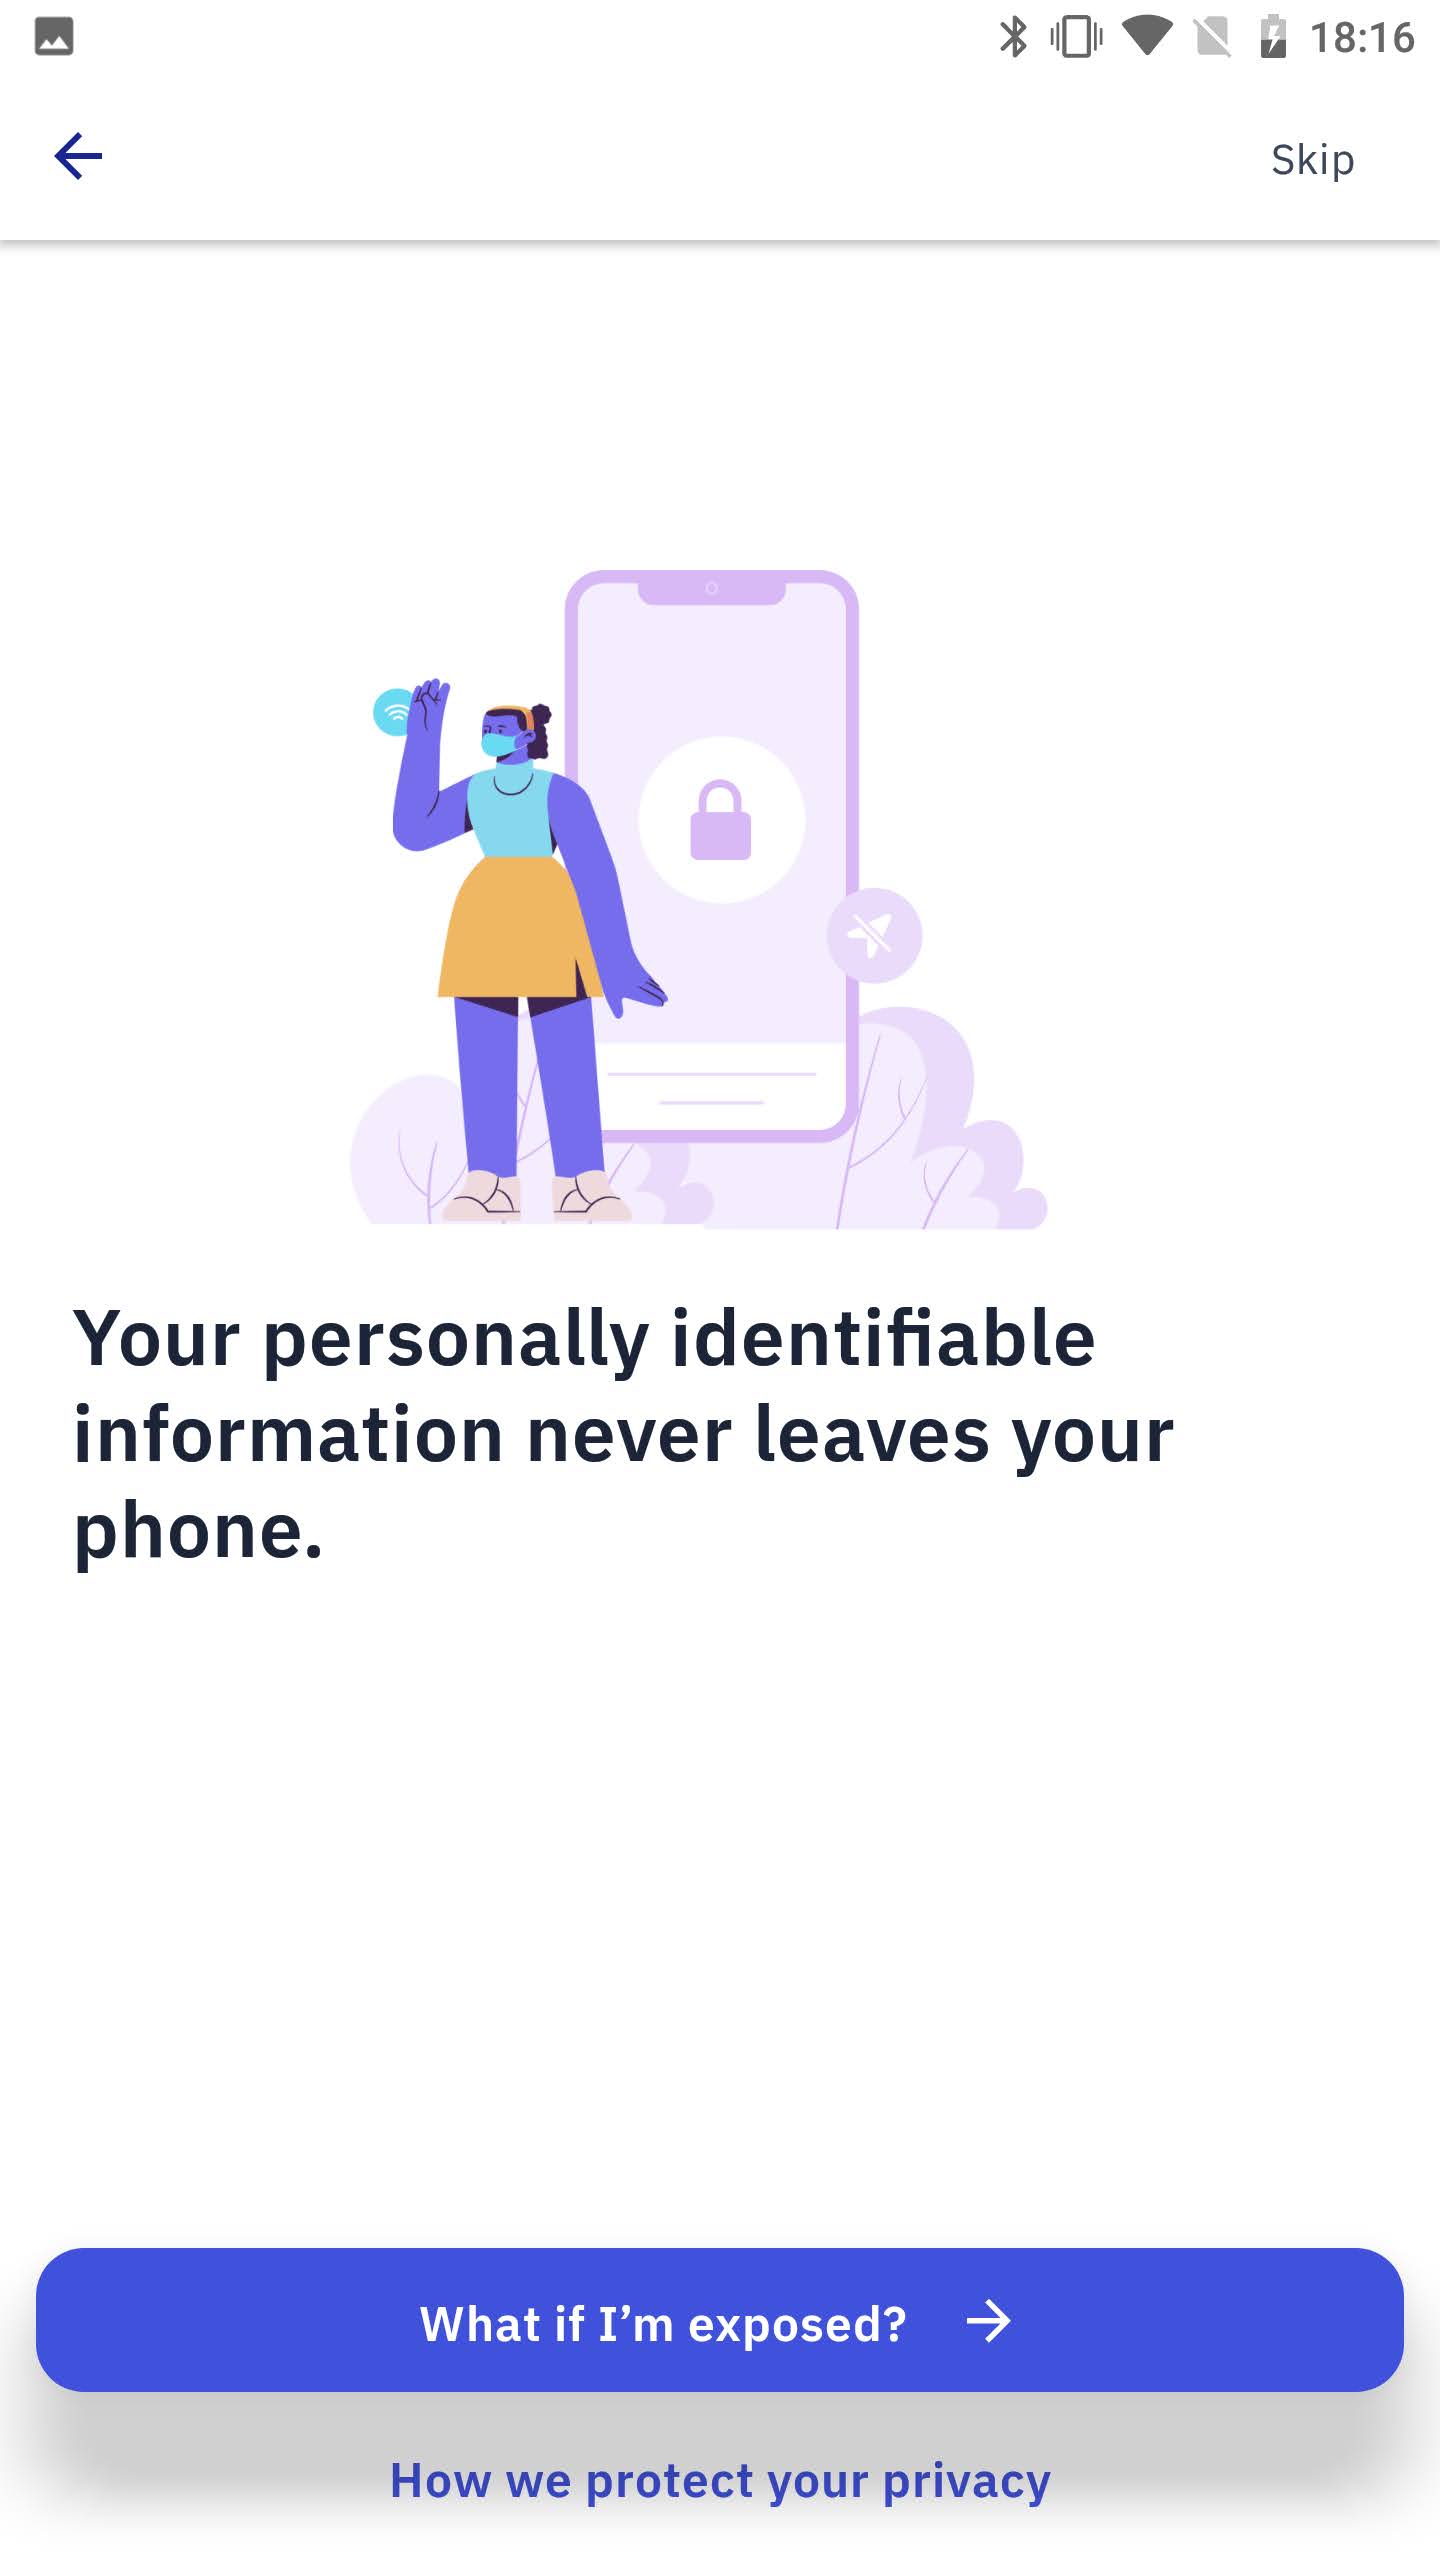 18:16
Skip
Your personally identifiable
information never leaves your
phone.
What if I’m exposed?
How we protect your privacy